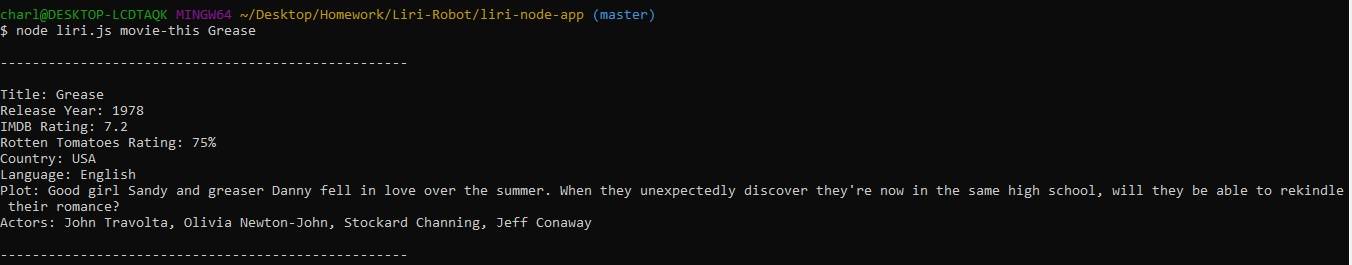 charl@DESKTOP-LCDTAQK MINGW64 ~/Desktop/Homework/Liri-Robot/liri-node-app (master)
$ node liri.js movie-this Grease
---------------------------------------------------
Title: Grease
Release Year: 1978
IMDB Rating: 7.2
Rotten Tomatoes Rating: 75%
Country: USA
Language: English
Plot: Good girl Sandy and greaser Danny fell in love over the summer. When they unexpectedly discover they're now in the same high school, will they be able to rekindle
their romance?
Actors: John Travolta, Olivia Newton-John, Stockard Channing, Jeff Conaway
---------------------------------------------------